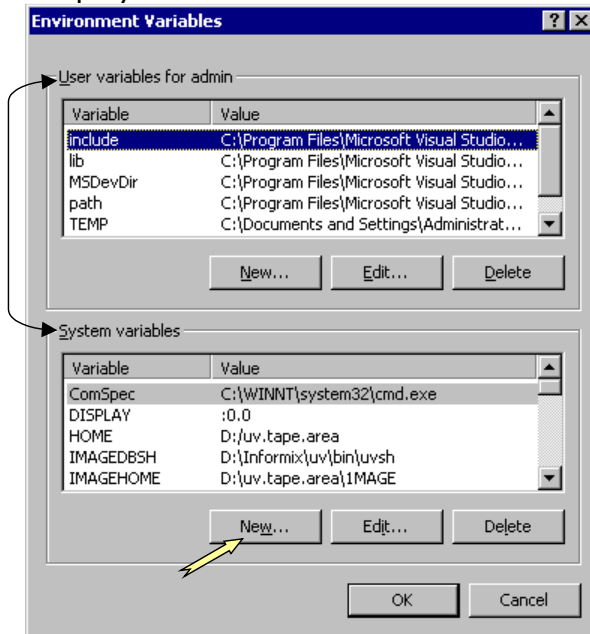 Environment Variables
User variables for admin
Variable Value
include C:\Program Files\Microsoft Visual Studio...
lib C:\Program Files\Microsoft Visual Studio...
MSDevDir C:\Program Files\Microsoft Visual Studio...
path C:\Program Files\Microsoft Visual Studio...
TEMP C:\Documents and Settings\Administrat...
New... Edit... Delete
System variables
Variable Value
ComSpec C:\WINNT\system32\cmd.exe
DISPLAY :0.0
HOME D:/uv.tape.area
IMAGEDBSH D:\Informix\uv\bin\uvsh
IMAGEHOME D:\uv.tape.area\1MAGE
New... Edit... Delete
OK Cancel